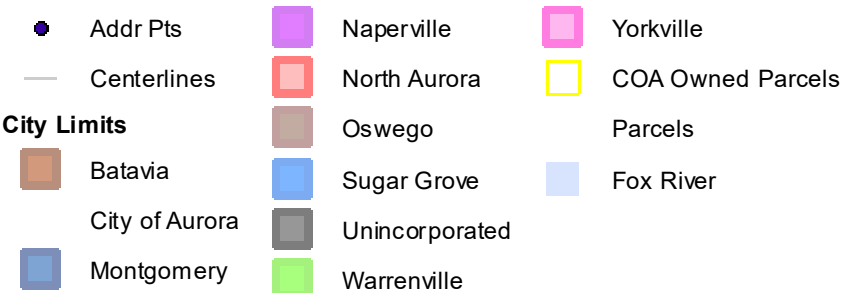 Addr Pts
Centerlines
City Limits
Batavia
City of Aurora
Montgomery
Naperville
North Aurora
Oswego
Sugar Grove
Unincorporated
Warrenville
Yorkville
COA Owned Parcels
Parcels
Fox River